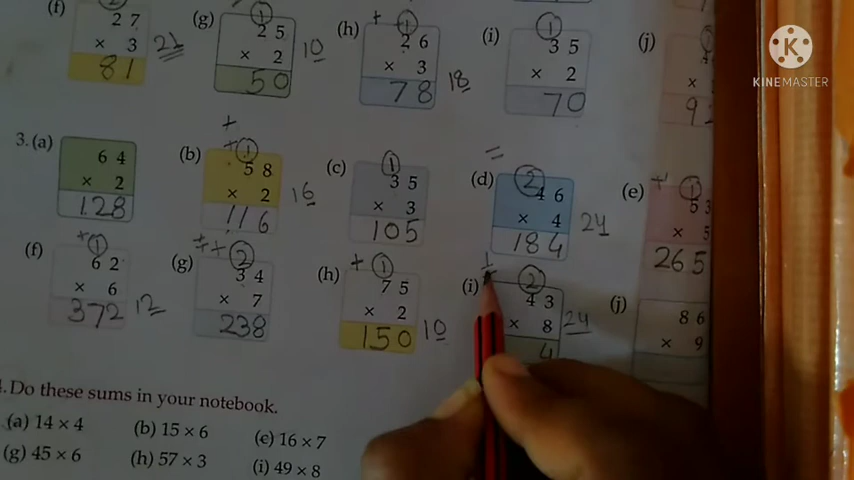 (f) 27 × 3 81 21
(g) 1 25 × 2 50 10
(h) + 1 26 × 3 78 18
(i) 1 35 × 2 70
(j) × 9
K
KINEMASTER
3. (a) 64 × 2 128
(b) + + 1 58 × 2 116 16
(c) 1 35 × 3 105
(d) = 2 46 × 4 184 24
(e) + 1 53 × 5 265
(f) + 1 62 × 6 372 12
(g) + + 2 34 × 7 238
(h) + 1 75 × 2 150 10
(i) 2 43 × 8 4 24
(j) 86 × 9
. Do these sums in your notebook.
(a) 14 × 4 (b) 15 × 6 (c) 16 × 7
(g) 45 × 6 (h) 57 × 3 (i) 49 × 8